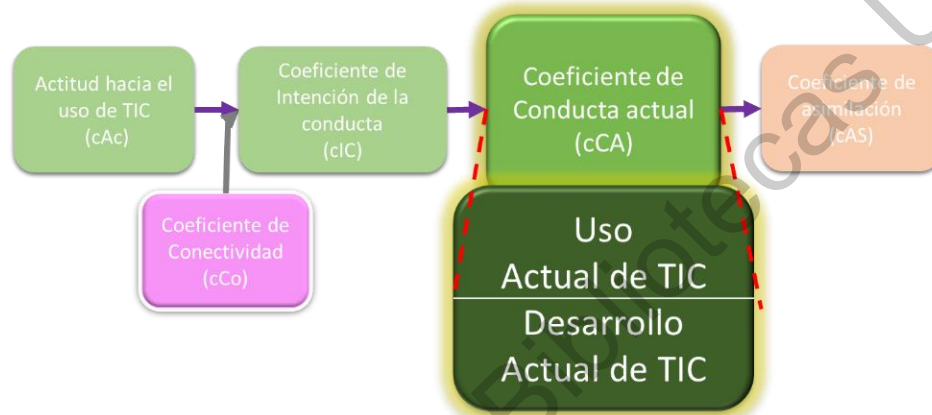 Actitud hacia el
uso de TIC
(cAc)
Coeficiente de
Intención de la
conducta
(cIC)
Coeficiente de
Conducta actual
(cCA)
Coeficiente de
asimilación
(cAS)
Coeficiente de
Conectividad
(cCo)
Uso
Actual de TIC
Desarrollo
Actual de TIC
Bibliotecas